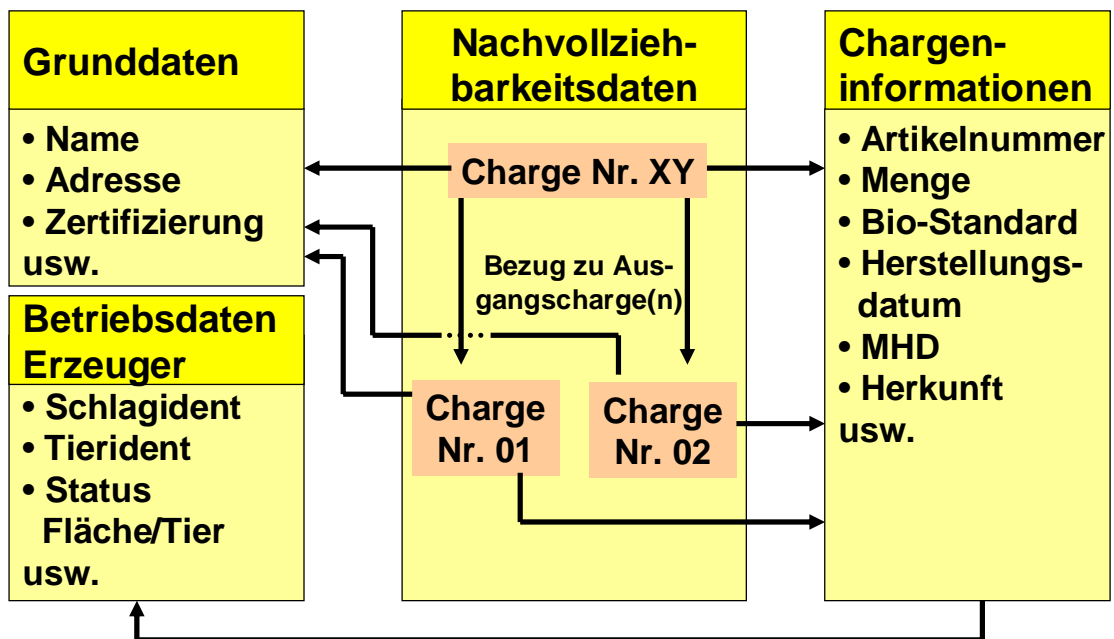 Grunddaten
• Name
• Adresse
• Zertifizierung
usw.
Betriebsdaten
Erzeuger
• Schlagident
• Tierident
• Status
Fläche/Tier
usw.
Nachvollzieh-
barkeitsdaten
Charge Nr. XY
Bezug zu Aus-
gangscharge(n)
Charge
Nr. 01
Charge
Nr. 02
Chargen-
informationen
• Artikelnummer
• Menge
• Bio-Standard
• Herstellungs-
datum
• MHD
• Herkunft
usw.